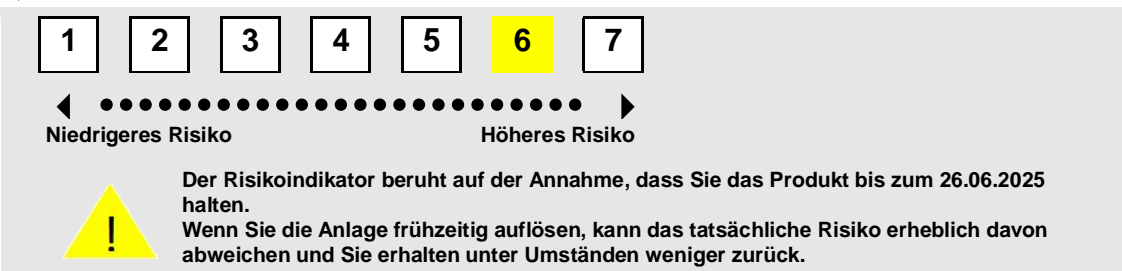 1 2 3 4 5 6 7
Niedrigeres Risiko Höheres Risiko
Der Risikoindikator beruht auf der Annahme, dass Sie das Produkt bis zum 26.06.2025
halten.
Wenn Sie die Anlage frühzeitig auflösen, kann das tatsächliche Risiko erheblich davon
! abweichen und Sie erhalten unter Umständen weniger zurück.